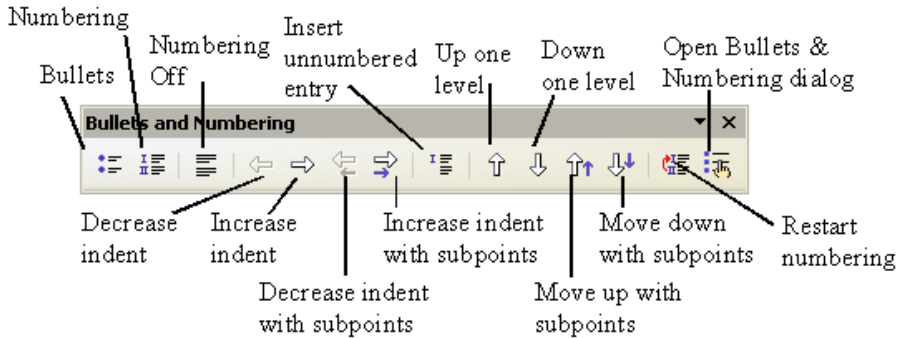 Numbering
Bullets
Numbering
Off
Insert
unnumbered
entry
Up one
level
Down
one level
Open Bullets &
Numbering dialog
Bullets and Numbering
Decrease
indent
Increase
indent
Increase indent
with subpoints
Move down
with subpoints
Restart
numbering
Decrease indent
with subpoints
Move up with
subpoints